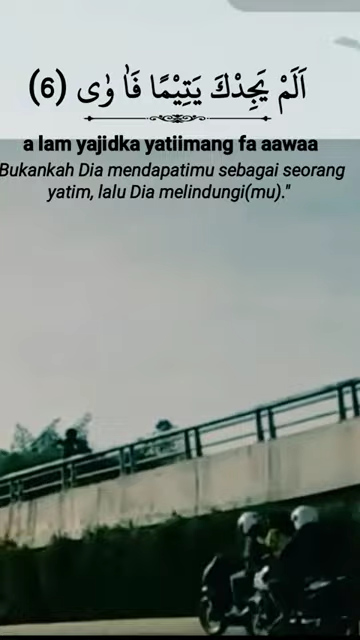 اَلَمْ يَجِدْكَ يَتِيْمًا فَاٰ وٰى (6)
a lam yajidka yatiimang fa aawaa
Bukankah Dia mendapatimu sebagai seorang
yatim, lalu Dia melindungi(mu)."